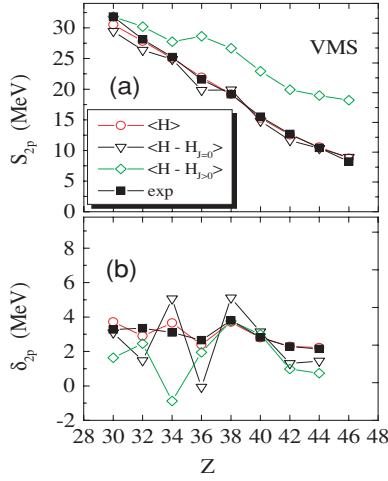 30
25
20
15
10
5
0
S2p (MeV)
VMS
(a)
<H>
<H - HJ=0>
<H - HJ>0>
exp
8
6
4
2
0
-2
δ2p (MeV)
(b)
28 30 32 34 36 38 40 42 44 46 48
Z